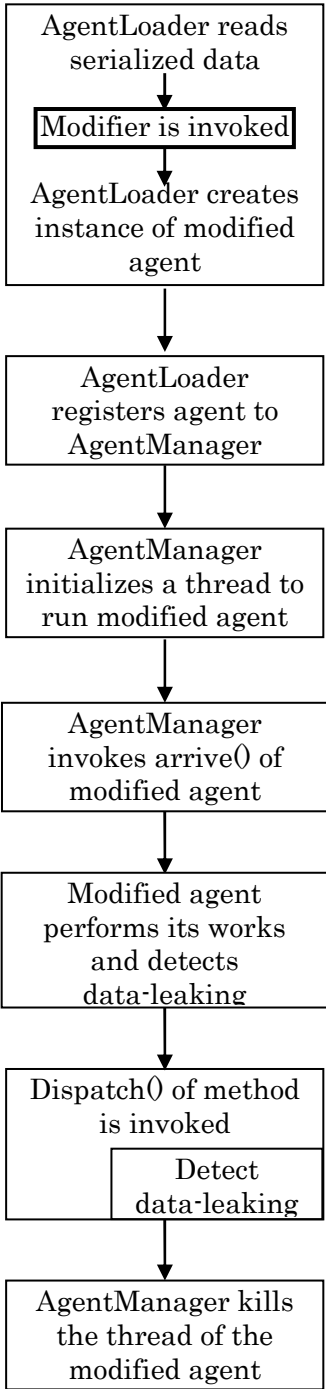 AgentLoader reads
serialized data
Modifier is invoked
AgentLoader creates
instance of modified
agent
AgentLoader
registers agent to
AgentManager
AgentManager
initializes a thread to
run modified agent
AgentManager
invokes arrive() of
modified agent
Modified agent
performs its works
and detects
data-leaking
Dispatch() of method
is invoked
Detect
data-leaking
AgentManager kills
the thread of the
modified agent